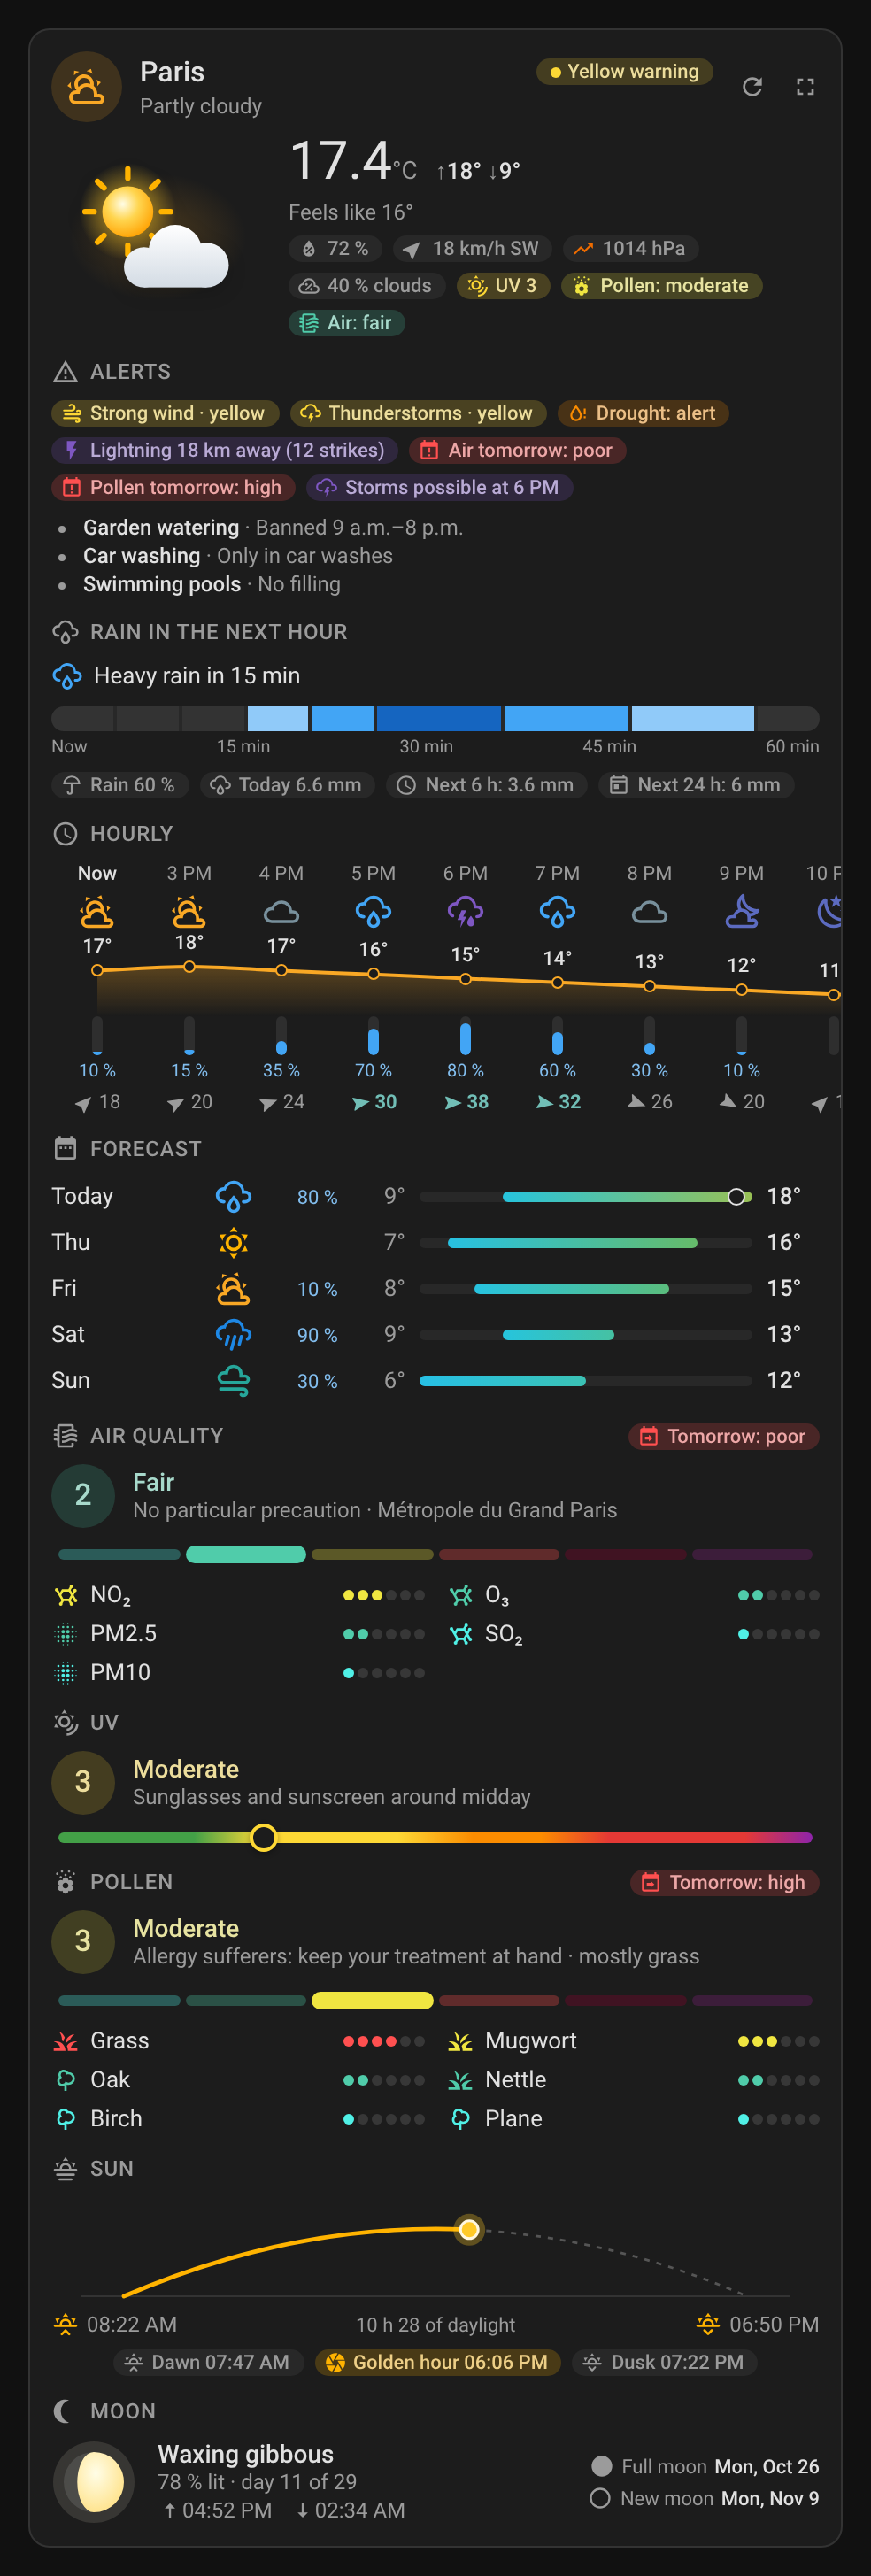 Paris
Partly cloudy
Yellow warning
17.4°C ↑18° ↓9°
Feels like 16°
72 % 18 km/h SW 1014 hPa
40 % clouds UV 3 Pollen: moderate
Air: fair
ALERTS
Strong wind · yellow Thunderstorms · yellow Drought: alert
Lightning 18 km away (12 strikes) Air tomorrow: poor
Pollen tomorrow: high Storms possible at 6 PM
• Garden watering · Banned 9 a.m.–8 p.m.
• Car washing · Only in car washes
• Swimming pools · No filling
RAIN IN THE NEXT HOUR
Heavy rain in 15 min
Now 15 min 30 min 45 min 60 min
Rain 60 % Today 6.6 mm Next 6 h: 3.6 mm Next 24 h: 6 mm
HOURLY
Now 3 PM 4 PM 5 PM 6 PM 7 PM 8 PM 9 PM 10 P
17° 18° 17° 16° 15° 14° 13° 12° 11
10 % 15 % 35 % 70 % 80 % 60 % 30 % 10 %
18 20 24 30 38 32 26 20 1
FORECAST
Today 80 % 9° 18°
Thu 7° 16°
Fri 10 % 8° 15°
Sat 90 % 9° 13°
Sun 30 % 6° 12°
AIR QUALITY Tomorrow: poor
2 Fair
No particular precaution · Métropole du Grand Paris
NO₂ O₃
PM2.5 SO₂
PM10
UV
3 Moderate
Sunglasses and sunscreen around midday
POLLEN Tomorrow: high
3 Moderate
Allergy sufferers: keep your treatment at hand · mostly grass
Grass Mugwort
Oak Nettle
Birch Plane
SUN
08:22 AM 10 h 28 of daylight 06:50 PM
Dawn 07:47 AM Golden hour 06:06 PM Dusk 07:22 PM
MOON
Waxing gibbous
78 % lit · day 11 of 29
↑ 04:52 PM ↓ 02:34 AM
Full moon Mon, Oct 26
New moon Mon, Nov 9